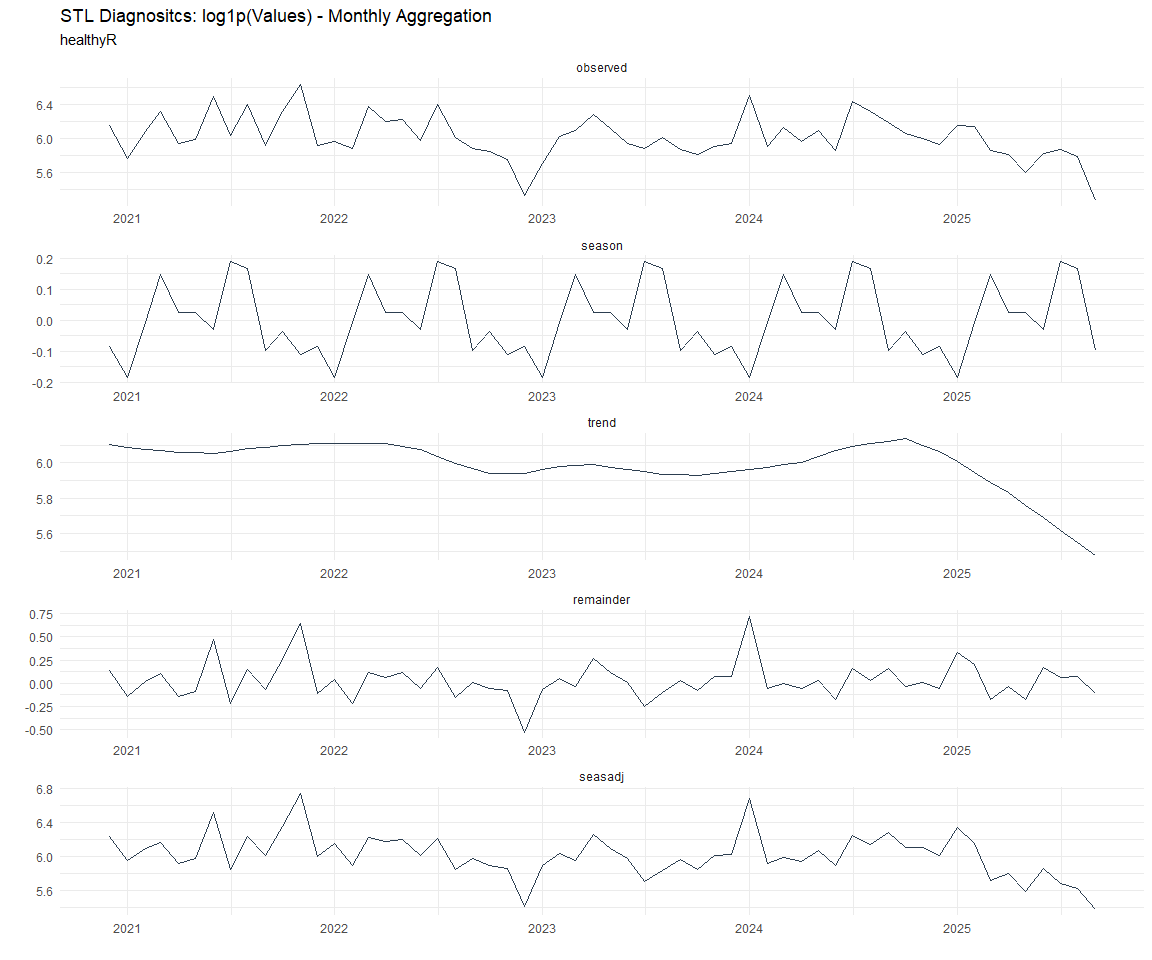 STL Diagnositcs: log1p(Values) - Monthly Aggregation
healthyR
observed
6.4
6.0
5.6
2021 2022 2023 2024 2025
season
0.2
0.1
0.0
-0.1
-0.2
2021 2022 2023 2024 2025
trend
6.0
5.8
5.6
2021 2022 2023 2024 2025
remainder
0.75
0.50
0.25
0.00
-0.25
-0.50
2021 2022 2023 2024 2025
seasadj
6.8
6.4
6.0
5.6
2021 2022 2023 2024 2025